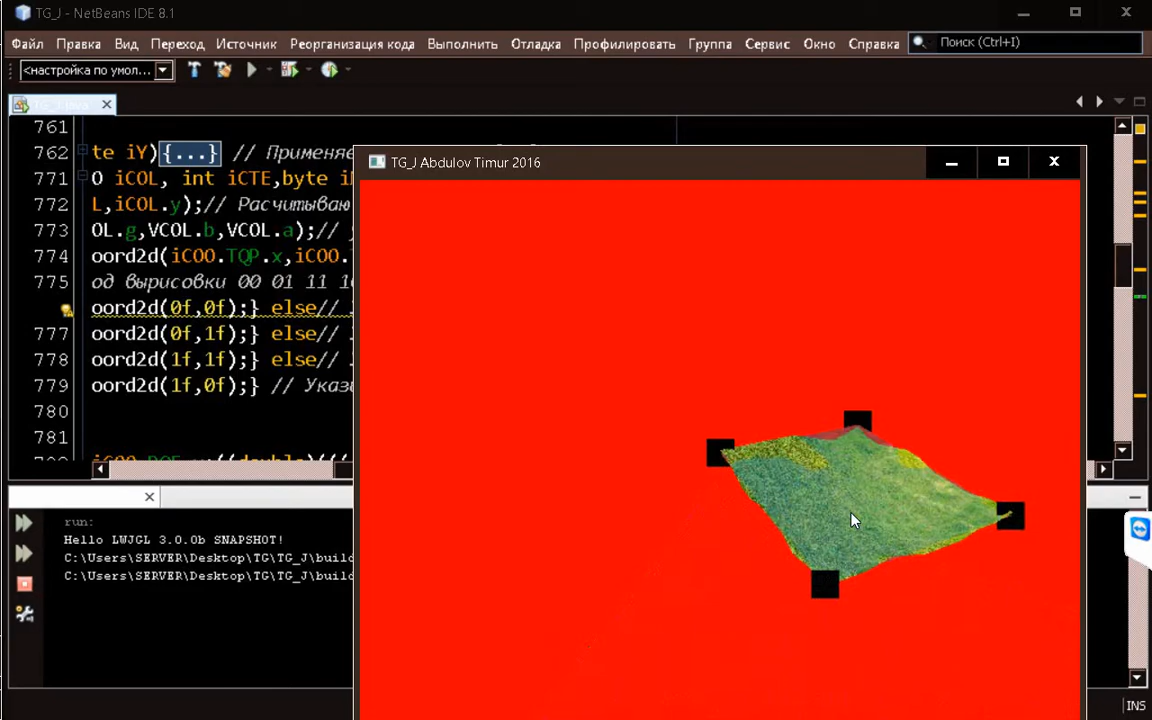 TG_J - NetBeans IDE 8.1
Файл Правка Вид Переход Источник Реорганизация кода Выполнить Отладка Профилировать Группа Сервис Окно Справка Поиск (Ctrl+I)
<настройка по умол...
761
762 te iY){...} // Применяе
771 O iCOL, int iCTE,byte i
772 L,iCOL.y);// Расчитываю
773 OL.g,VCOL.b,VCOL.a);//
774 oord2d(iCOO.TQP.x,iCOO.
775 од вырисовки 00 01 11 1
oord2d(0f,0f);} else//
777 oord2d(0f,1f);} else//
778 oord2d(1f,1f);} else//
779 oord2d(1f,0f);} // Указ
780
781
TG_J Abdulov Timur 2016
run:
Hello LWJGL 3.0.0b SNAPSHOT!
C:\Users\SERVER\Desktop\TG\TG_J\build
C:\Users\SERVER\Desktop\TG\TG_J\build
INS